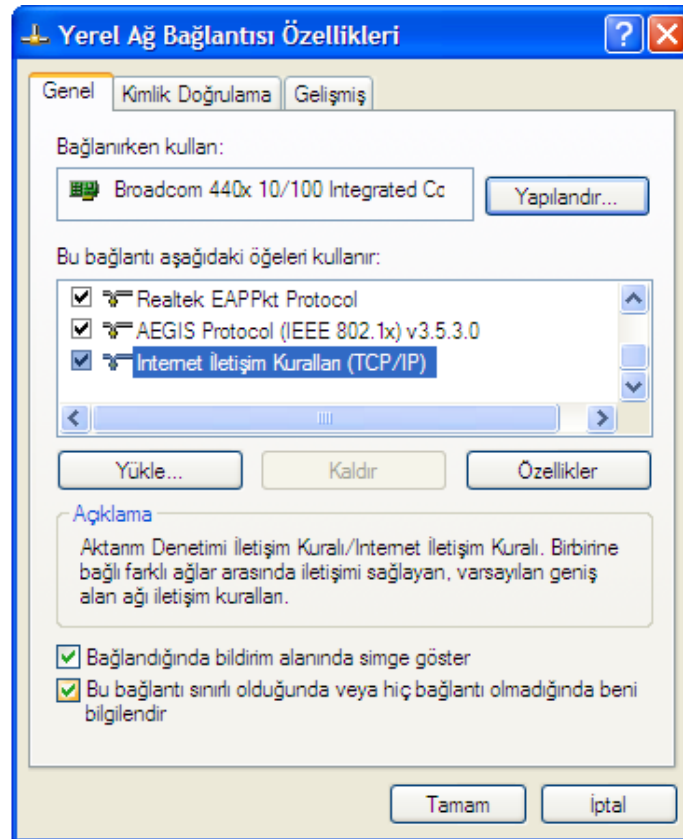 Yerel Ağ Bağlantısı Özellikleri
Genel
Kimlik Doğrulama
Gelişmiş
Bağlanırken kullan:
Broadcom 440x 10/100 Integrated Cc
Yapılandır...
Bu bağlantı aşağıdaki öğeleri kullanır:
Realtek EAPPkt Protocol
AEGIS Protocol (IEEE 802.1x) v3.5.3.0
Internet İletişim Kuralları (TCP/IP)
Yükle...
Kaldır
Özellikler
Açıklama
Aktarım Denetimi İletişim Kuralı/Internet İletişim Kuralı. Birbirine
bağlı farklı ağlar arasında iletişimi sağlayan, varsayılan geniş
alan ağı iletişim kuralları.
Bağlandığında bildirim alanında simge göster
Bu bağlantı sınırlı olduğunda veya hiç bağlantı olmadığında beni
bilgilendir
Tamam
İptal